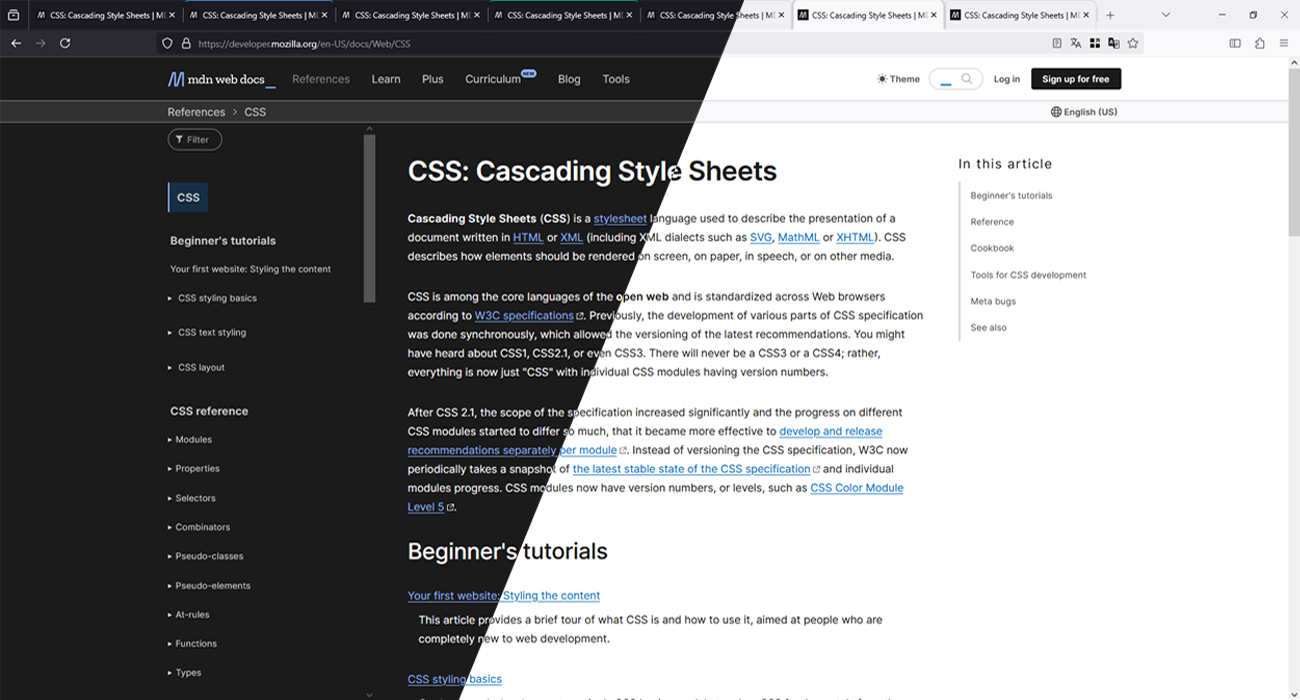 CSS: Cascading Style Sheets | M
CSS: Cascading Style Sheets | M
CSS: Cascading Style Sheets | M
CSS: Cascading Style Sheets | M
CSS: Cascading Style Sheets | M
CSS: Cascading Style Sheets | M
CSS: Cascading Style Sheets | M
https://developer.mozilla.org/en-US/docs/Web/CSS
mdn web docs_ References Learn Plus Curriculum NEW Blog Tools Theme Log in Sign up for free
References > CSS English (US)
Filter
CSS
Beginner's tutorials
Your first website: Styling the content
CSS styling basics
CSS text styling
CSS layout
CSS reference
Modules
Properties
Selectors
Combinators
Pseudo-classes
Pseudo-elements
At-rules
Functions
Types
CSS: Cascading Style Sheets
Cascading Style Sheets (CSS) is a stylesheet language used to describe the presentation of a
document written in HTML or XML (including XML dialects such as SVG, MathML or XHTML). CSS
describes how elements should be rendered on screen, on paper, in speech, or on other media.
CSS is among the core languages of the open web and is standardized across Web browsers
according to W3C specifications. Previously, the development of various parts of CSS specification
was done synchronously, which allowed the versioning of the latest recommendations. You might
have heard about CSS1, CSS2.1, or even CSS3. There will never be a CSS3 or a CSS4; rather,
everything is now just "CSS" with individual CSS modules having version numbers.
After CSS 2.1, the scope of the specification increased significantly and the progress on different
CSS modules started to differ so much, that it became more effective to develop and release
recommendations separately per module. Instead of versioning the CSS specification, W3C now
periodically takes a snapshot of the latest stable state of the CSS specification and individual
modules progress. CSS modules now have version numbers, or levels, such as CSS Color Module
Level 5.
Beginner's tutorials
Your first website: Styling the content
This article provides a brief tour of what CSS is and how to use it, aimed at people who are
completely new to web development.
CSS styling basics
In this article
Beginner's tutorials
Reference
Cookbook
Tools for CSS development
Meta bugs
See also